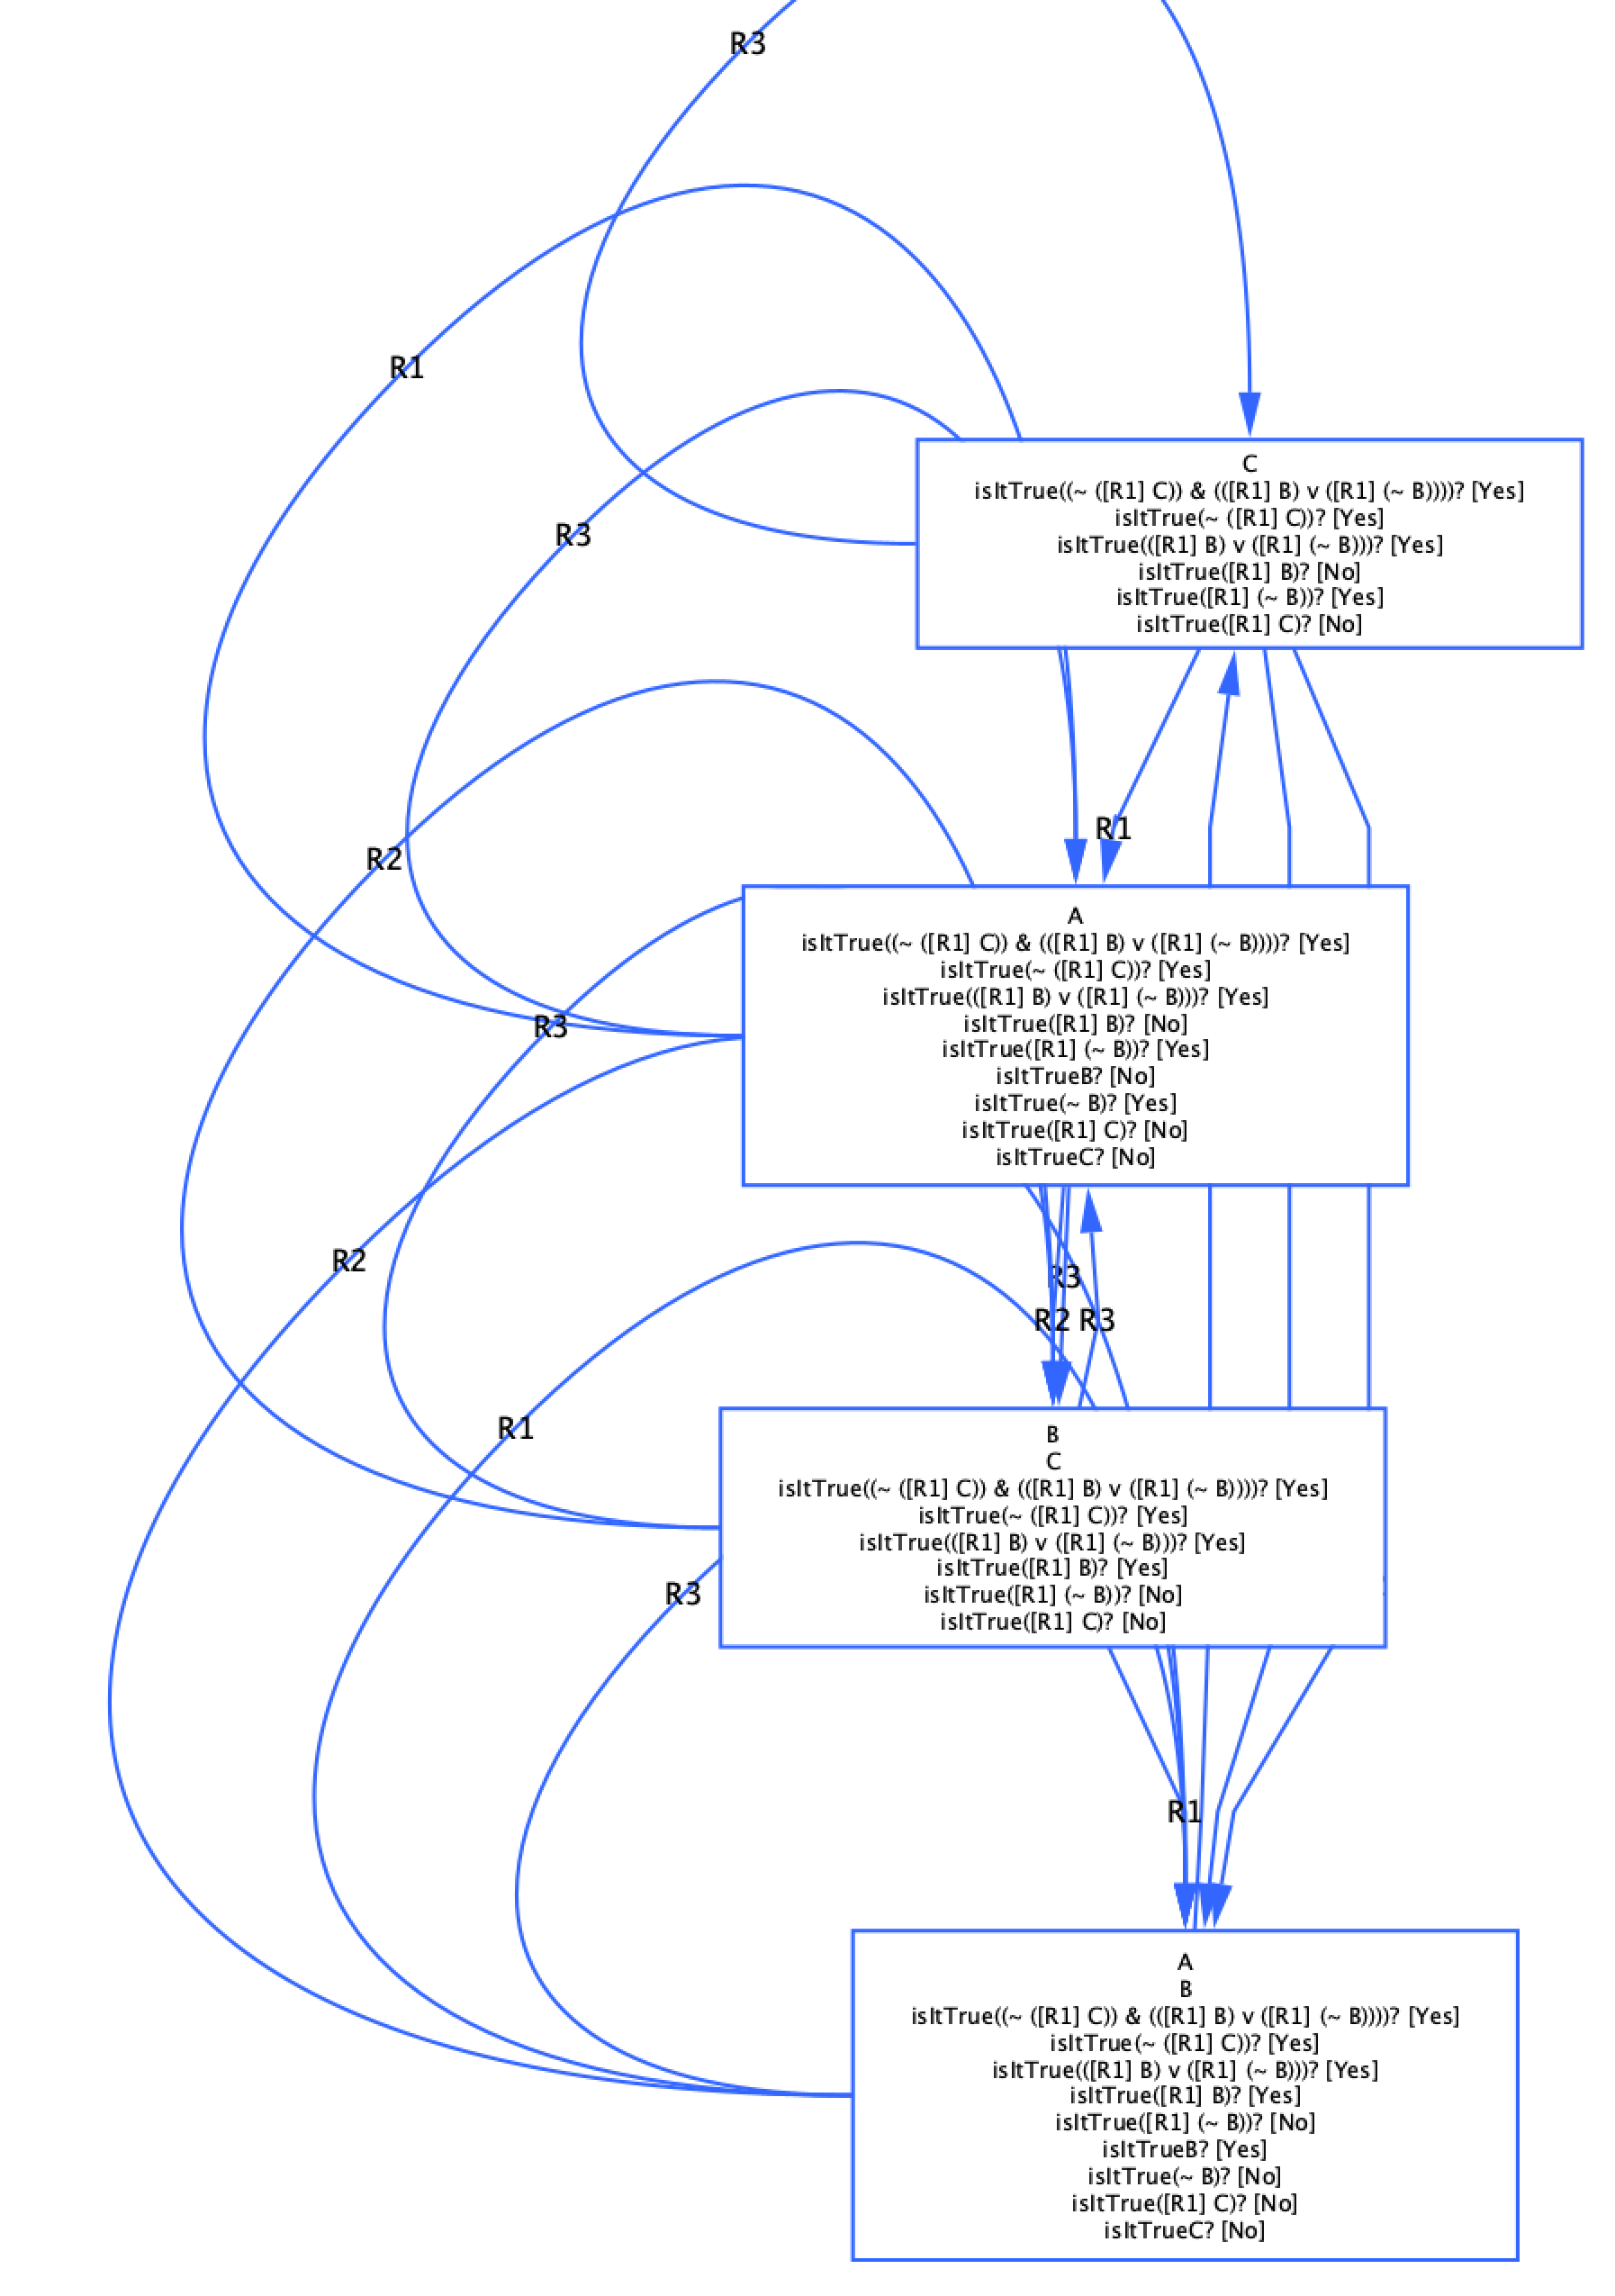 R3
R1
C
isItTrue((~ ([R1] C)) & (([R1] B) v ([R1] (~ B))))? [Yes]
isItTrue(~ ([R1] C))? [Yes]
isItTrue(([R1] B) v ([R1] (~ B)))? [Yes]
isItTrue([R1] B)? [No]
isItTrue([R1] (~ B))? [Yes]
isItTrue([R1] C)? [No]
R3
R1
R2
A
isItTrue((~ ([R1] C)) & (([R1] B) v ([R1] (~ B))))? [Yes]
isItTrue(~ ([R1] C))? [Yes]
isItTrue(([R1] B) v ([R1] (~ B)))? [Yes]
isItTrue([R1] B)? [No]
isItTrue([R1] (~ B))? [Yes]
isItTrueB? [No]
isItTrue(~ B)? [Yes]
isItTrue([R1] C)? [No]
isItTrueC? [No]
R3
R2
R3
R2 R3
R1
B
C
isItTrue((~ ([R1] C)) & (([R1] B) v ([R1] (~ B))))? [Yes]
isItTrue(~ ([R1] C))? [Yes]
isItTrue(([R1] B) v ([R1] (~ B)))? [Yes]
isItTrue([R1] B)? [Yes]
isItTrue([R1] (~ B))? [No]
isItTrue([R1] C)? [No]
R3
R1
A
B
isItTrue((~ ([R1] C)) & (([R1] B) v ([R1] (~ B))))? [Yes]
isItTrue(~ ([R1] C))? [Yes]
isItTrue(([R1] B) v ([R1] (~ B)))? [Yes]
isItTrue([R1] B)? [Yes]
isItTrue([R1] (~ B))? [No]
isItTrueB? [Yes]
isItTrue(~ B)? [No]
isItTrue([R1] C)? [No]
isItTrueC? [No]